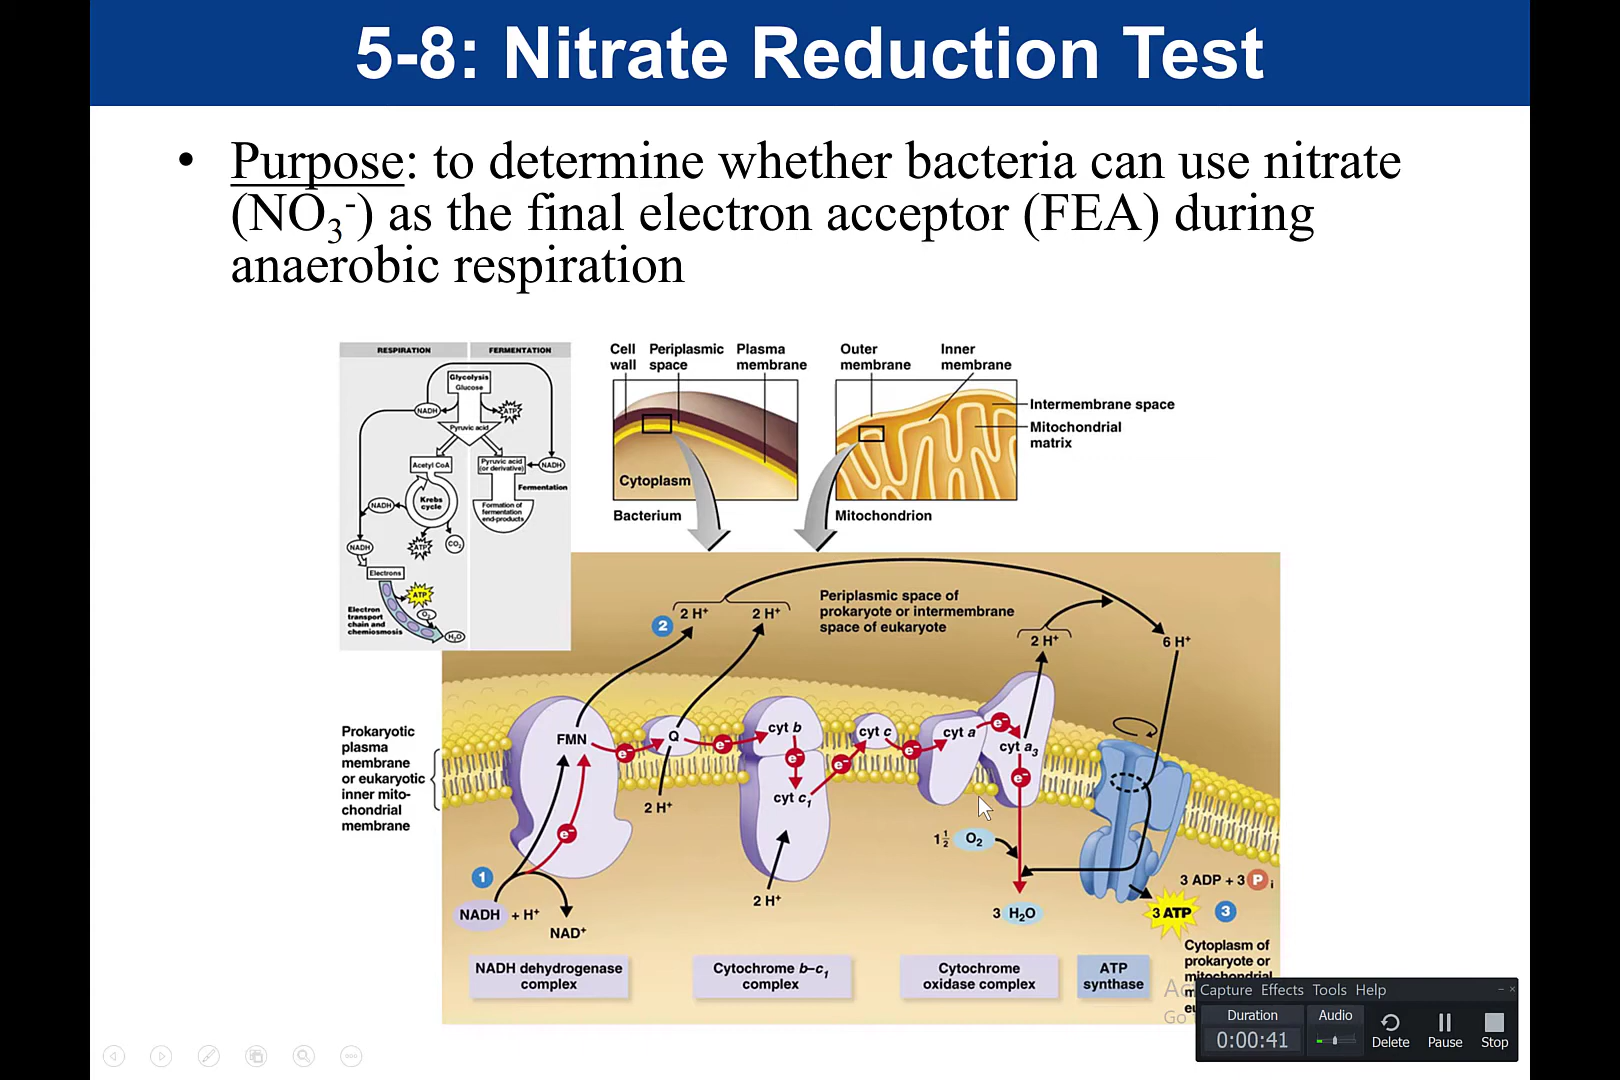 5-8: Nitrate Reduction Test
• Purpose: to determine whether bacteria can use nitrate
(NO₃⁻) as the final electron acceptor (FEA) during
anaerobic respiration
RESPIRATION
FERMENTATION
Glycolysis
Glucose
NADH
ATP
Pyruvic acid
Acetyl CoA
Pyruvic acid
(or derivative)
NADH
Fermentation
Krebs
cycle
NADH
Formation of
fermentation
end-products
NADH
ATP
CO₂
Electrons
ATP
Electron
transport
chain and
chemiosmosis
O₂
H₂O
Cell
wall
Periplasmic
space
Plasma
membrane
Cytoplasm
Bacterium
Outer
membrane
Inner
membrane
Intermembrane space
Mitochondrial
matrix
Mitochondrion
Periplasmic space of
prokaryote or intermembrane
space of eukaryote
2
2 H⁺
2 H⁺
2 H⁺
6 H⁺
Prokaryotic
plasma
membrane
or eukaryotic
inner mito-
chondrial
membrane
FMN
e⁻
Q
e⁻
cyt b
e⁻
cyt c₁
e⁻
cyt c
e⁻
cyt a
e⁻
cyt a₃
e⁻
e⁻
2 H⁺
1
NADH + H⁺
NAD⁺
2 H⁺
1½ O₂
3 H₂O
3 ADP + 3 P i
3 ATP
3
NADH dehydrogenase
complex
Cytochrome b–c₁
complex
Cytochrome
oxidase complex
ATP
synthase
Cytoplasm of
prokaryote or
mitochondrial
Go
Capture Effects Tools Help
Duration
0:00:41
Audio
Delete
Pause
Stop